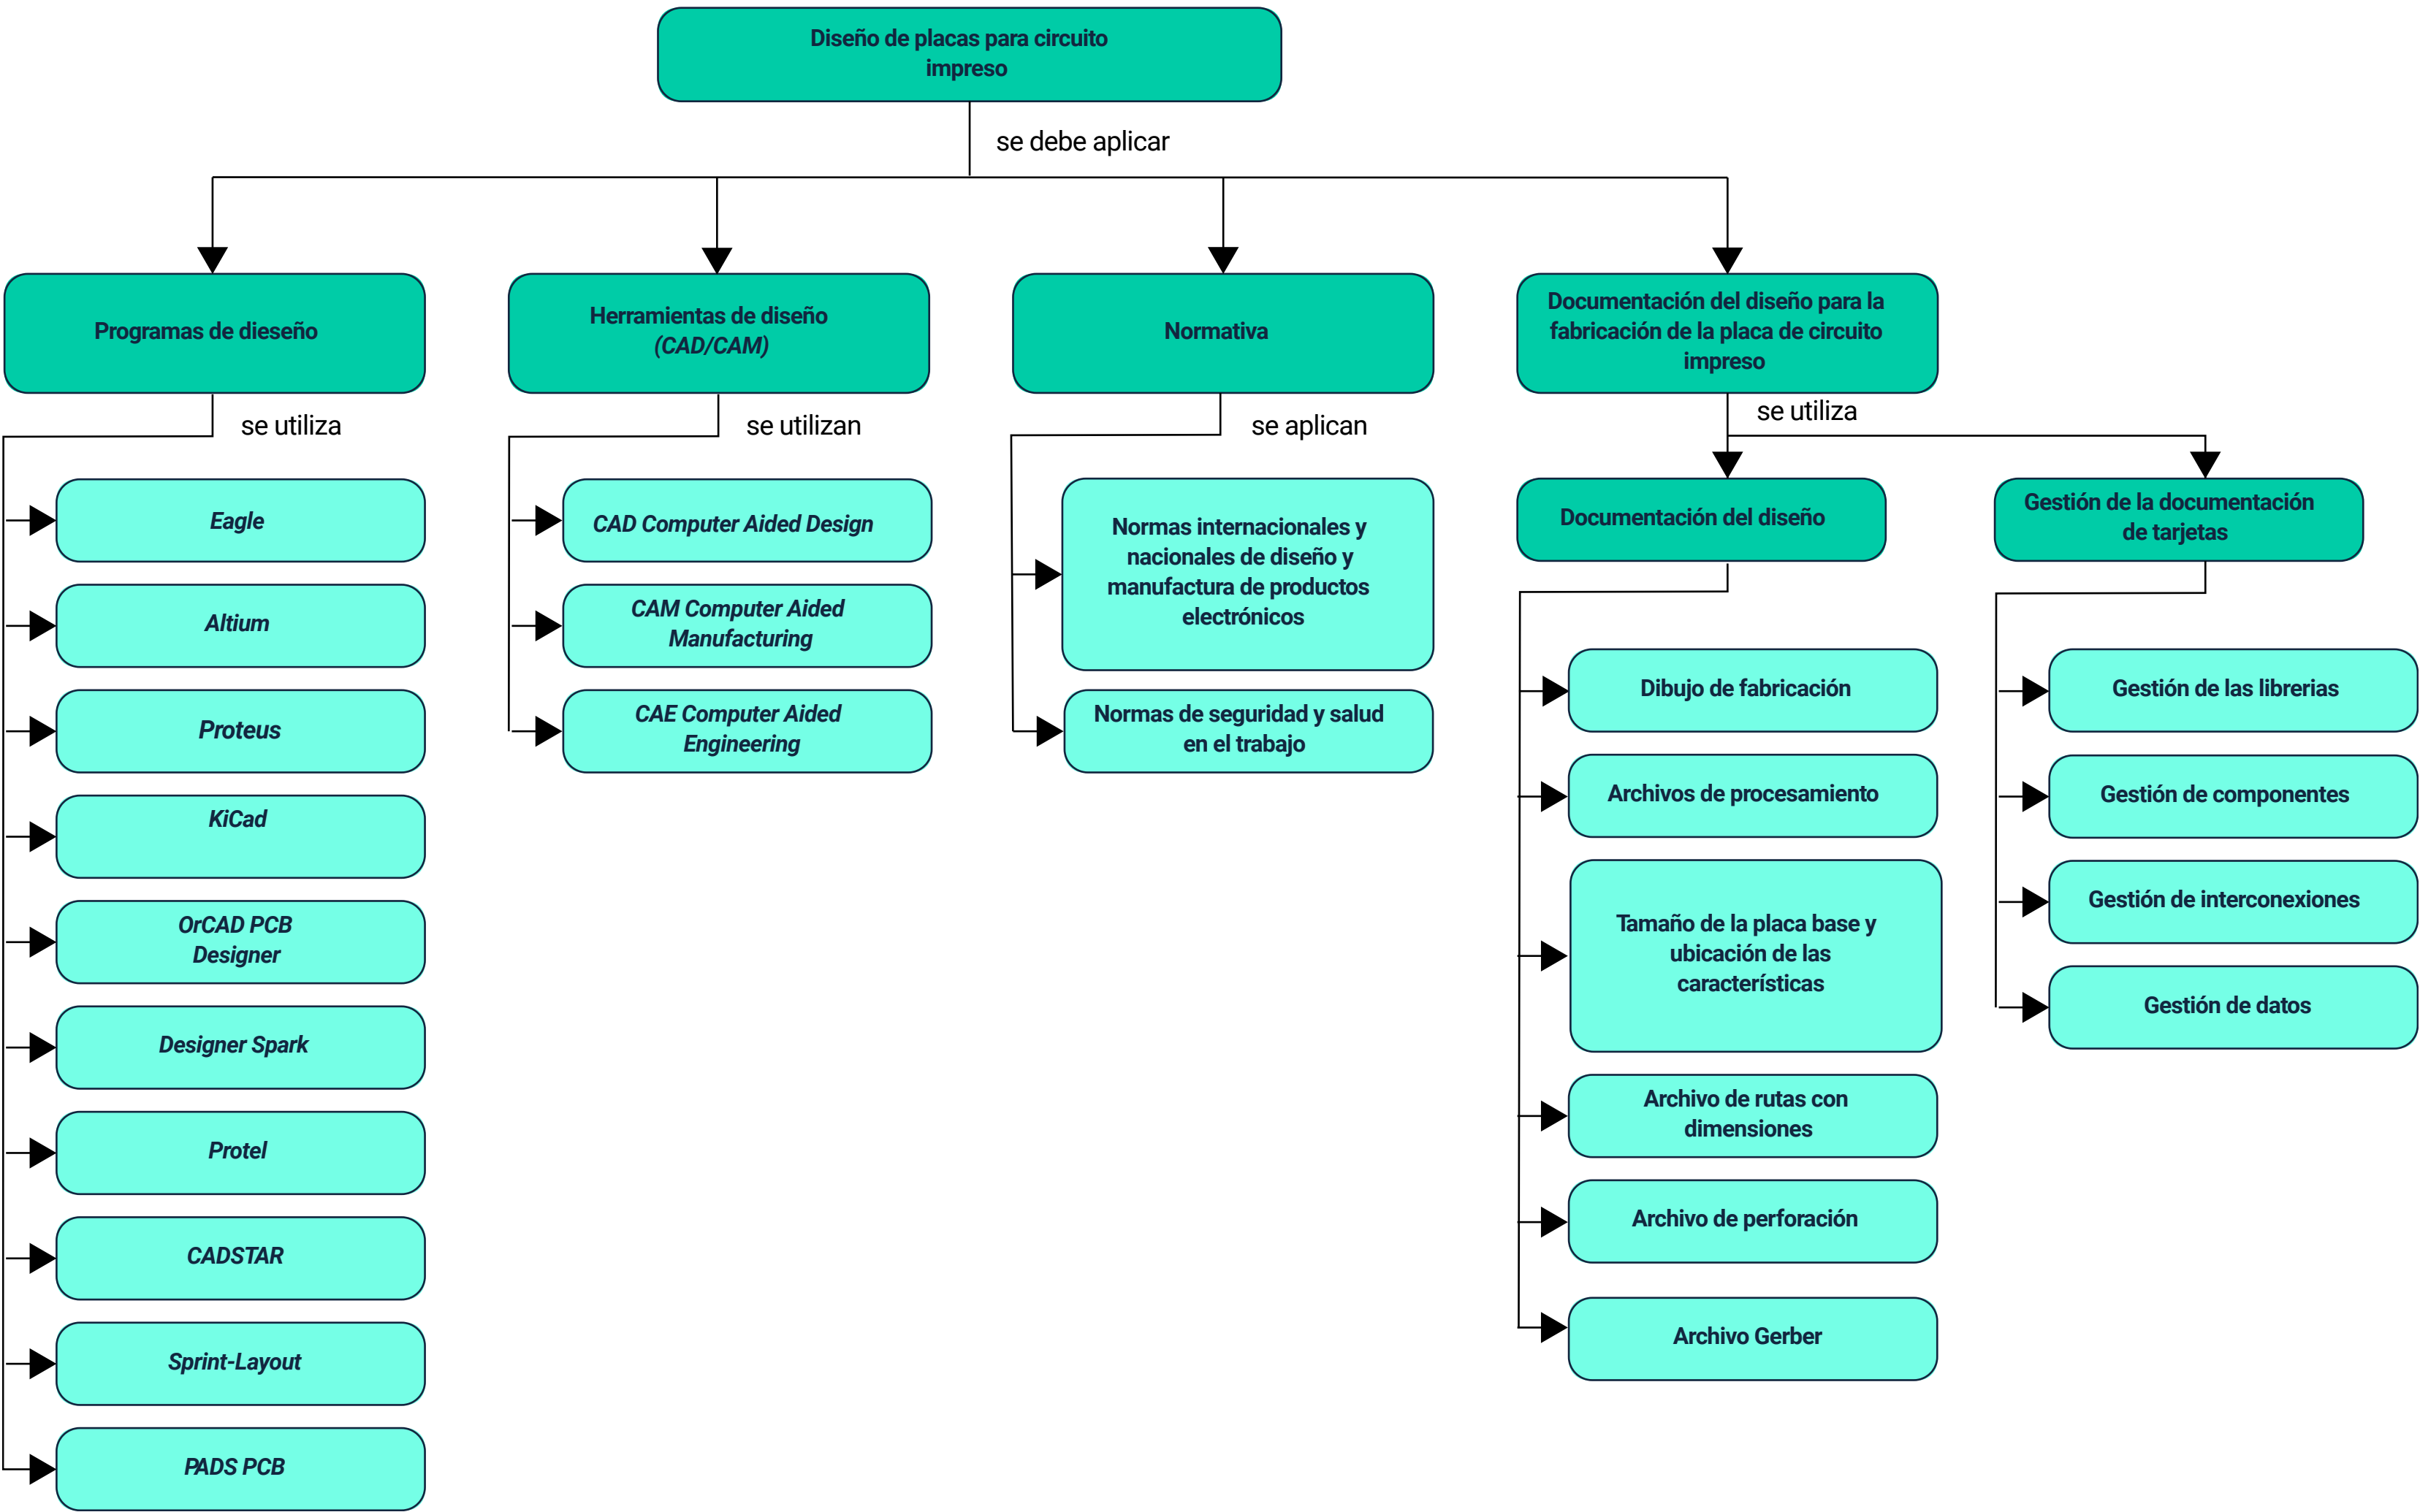 Diseño de placas para circuito
impreso
se debe aplicar
Programas de dieseño
se utiliza
Eagle
Altium
Proteus
KiCad
OrCAD PCB
Designer
Designer Spark
Protel
CADSTAR
Sprint-Layout
PADS PCB
Herramientas de diseño
(CAD/CAM)
se utilizan
CAD Computer Aided Design
CAM Computer Aided
Manufacturing
CAE Computer Aided
Engineering
Normativa
se aplican
Normas internacionales y
nacionales de diseño y
manufactura de productos
electrónicos
Normas de seguridad y salud
en el trabajo
Documentación del diseño para la
fabricación de la placa de circuito
impreso
se utiliza
Documentación del diseño
Dibujo de fabricación
Archivos de procesamiento
Tamaño de la placa base y
ubicación de las
características
Archivo de rutas con
dimensiones
Archivo de perforación
Archivo Gerber
Gestión de la documentación
de tarjetas
Gestión de las librerias
Gestión de componentes
Gestión de interconexiones
Gestión de datos